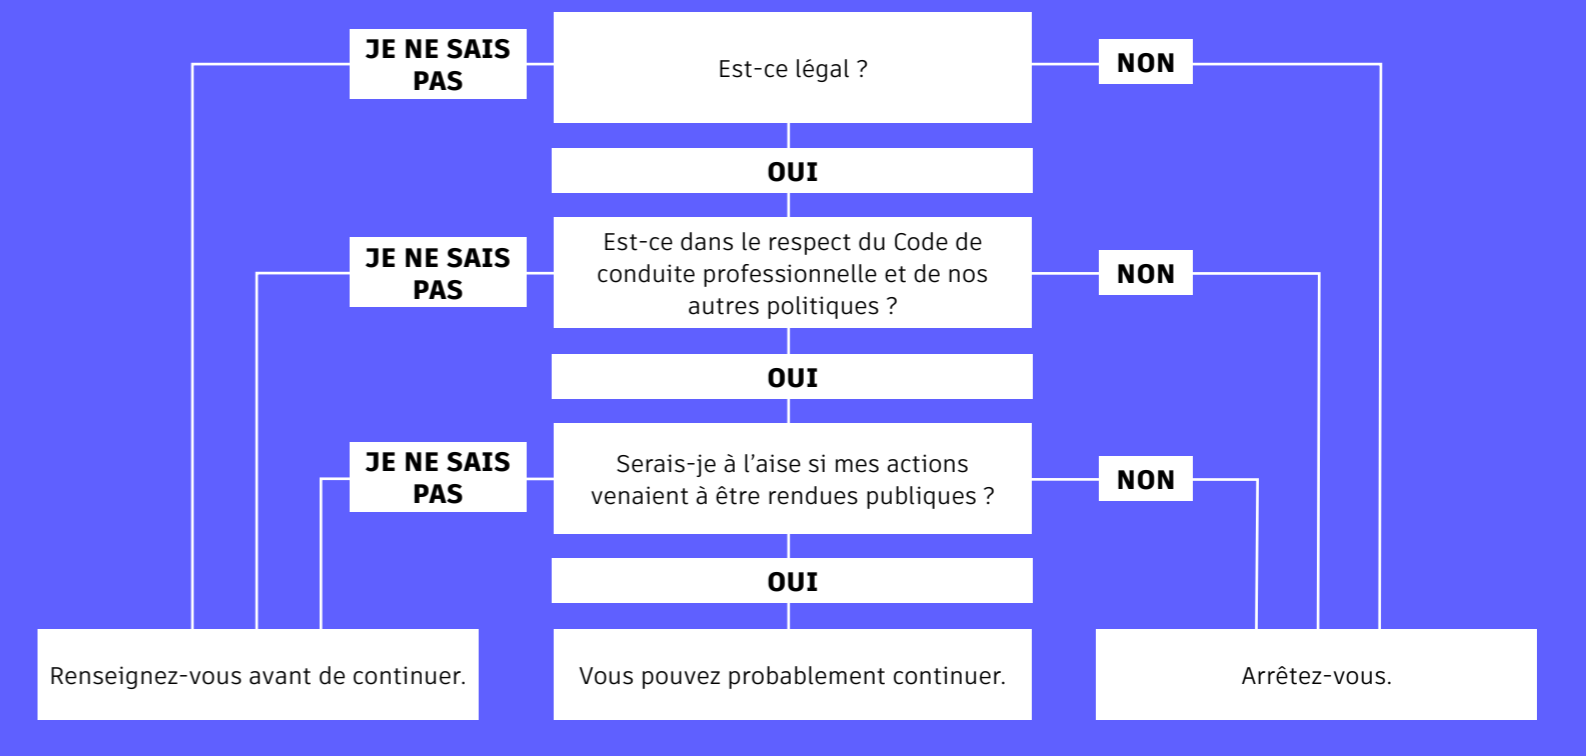 JE NE SAIS
PAS
Est-ce légal ?
NON
OUI
JE NE SAIS
PAS
Est-ce dans le respect du Code de
conduite professionnelle et de nos
autres politiques ?
NON
OUI
JE NE SAIS
PAS
Serais-je à l’aise si mes actions
venaient à être rendues publiques ?
NON
OUI
Renseignez-vous avant de continuer.
Vous pouvez probablement continuer.
Arrêtez-vous.